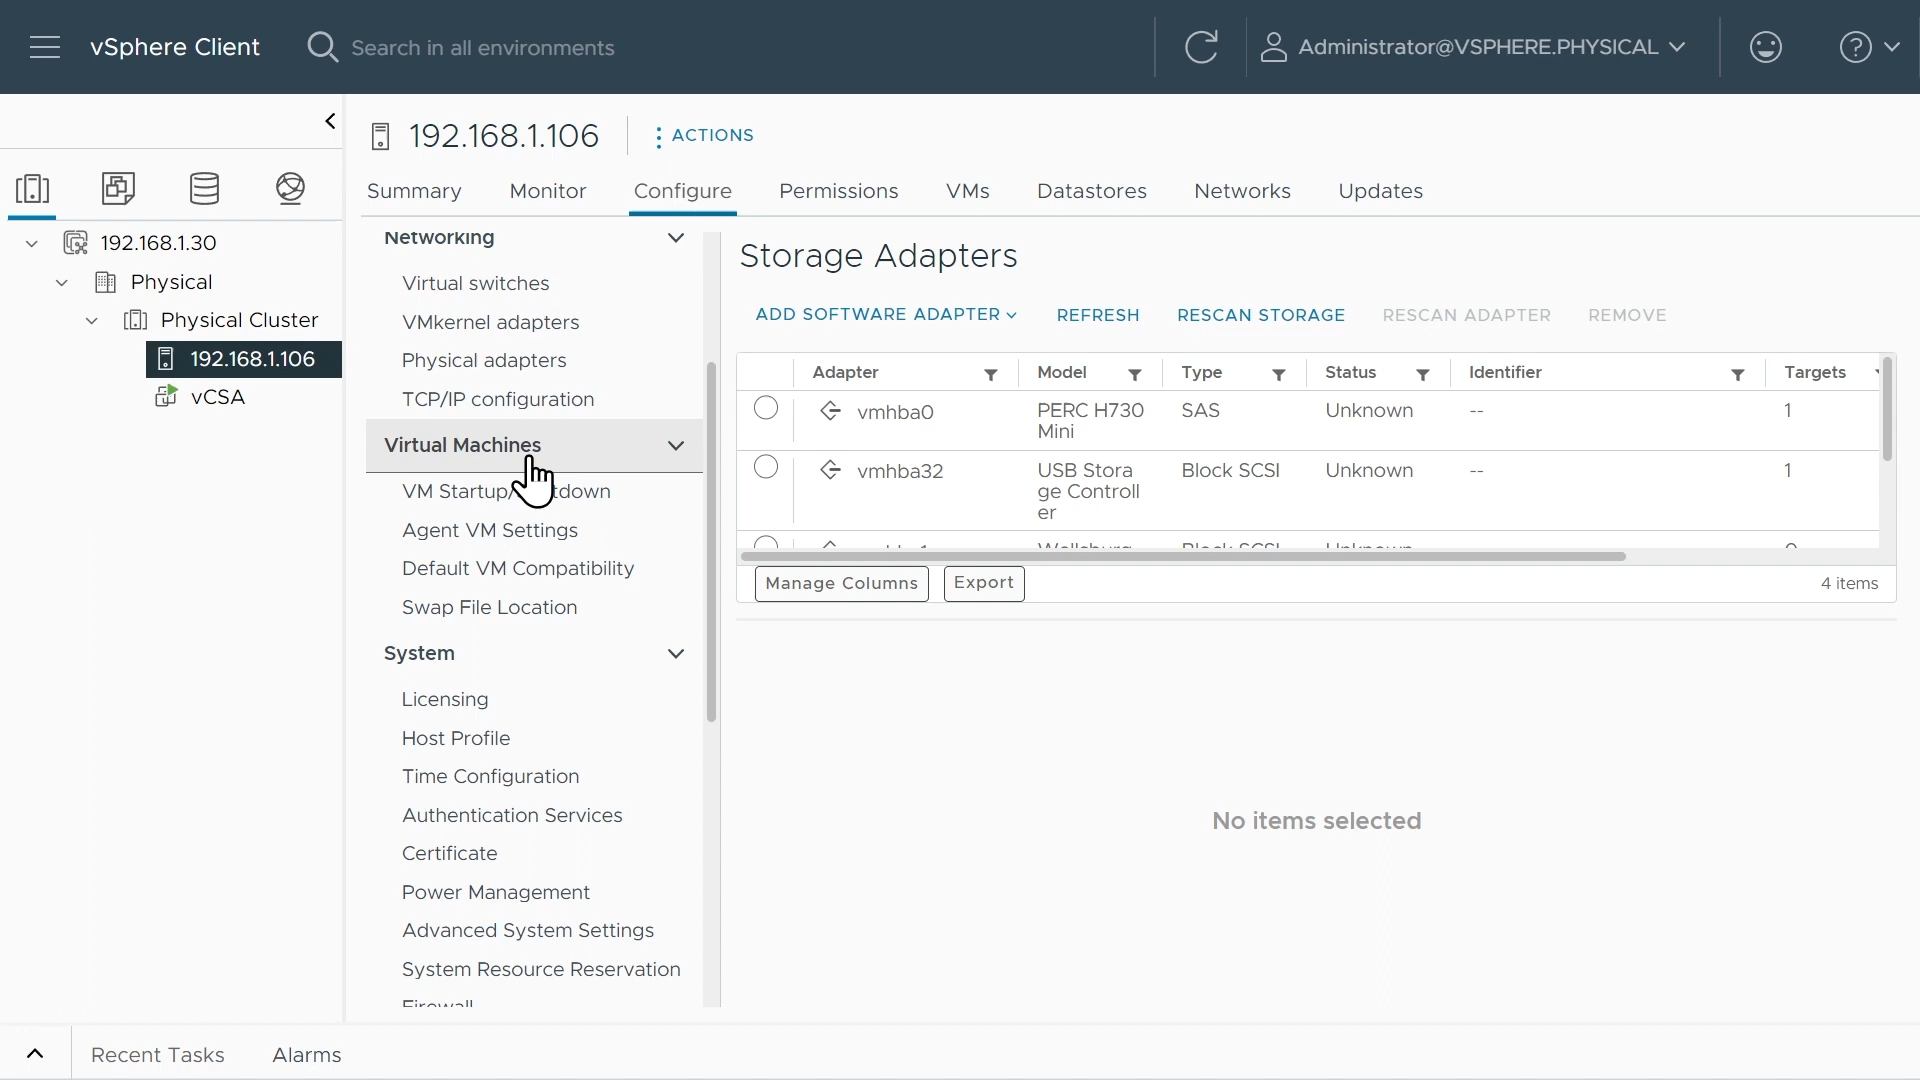 vSphere Client
Search in all environments
Administrator@VSPHERE.PHYSICAL
192.168.1.106
ACTIONS
Summary
Monitor
Configure
Permissions
VMs
Datastores
Networks
Updates
192.168.1.30
Physical
Physical Cluster
192.168.1.106
vCSA
Networking
Virtual switches
VMkernel adapters
Physical adapters
TCP/IP configuration
Virtual Machines
VM Startup/
tdown
Agent VM Settings
Default VM Compatibility
Swap File Location
System
Licensing
Host Profile
Time Configuration
Authentication Services
Certificate
Power Management
Advanced System Settings
System Resource Reservation
Firewall
Storage Adapters
ADD SOFTWARE ADAPTER
REFRESH
RESCAN STORAGE
RESCAN ADAPTER
REMOVE
Adapter
Model
Type
Status
Identifier
Targets
vmhba0
PERC H730
Mini
SAS
Unknown
--
1
vmhba32
USB Stora
ge Controll
er
Block SCSI
Unknown
--
1
Block SCSI
Unknown
Manage Columns
Export
4 items
No items selected
Recent Tasks
Alarms